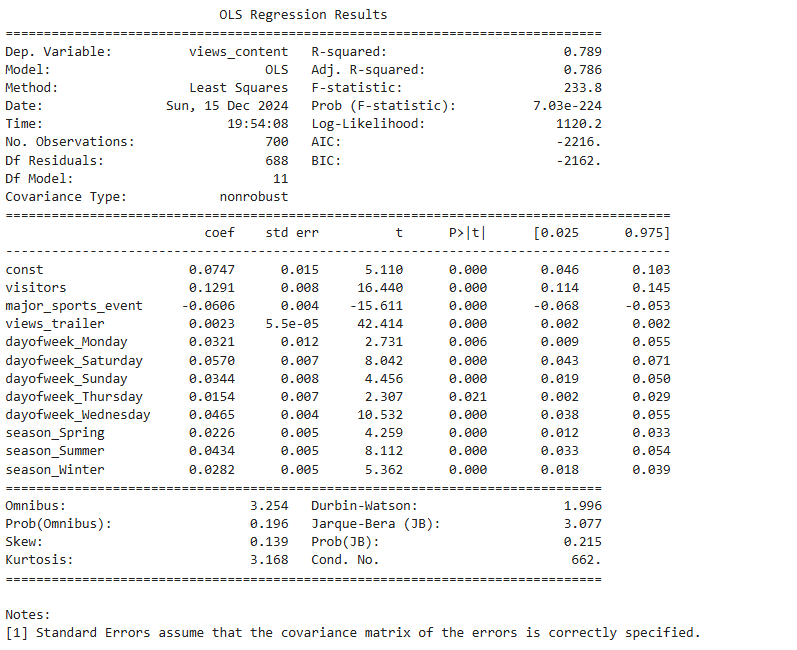 OLS Regression Results
==============================================================================
Dep. Variable:          views_content   R-squared:                       0.789
Model:                            OLS   Adj. R-squared:                  0.786
Method:                 Least Squares   F-statistic:                     233.8
Date:                Sun, 15 Dec 2024   Prob (F-statistic):          7.03e-224
Time:                        19:54:08   Log-Likelihood:                 1120.2
No. Observations:                 700   AIC:                            -2216.
Df Residuals:                     688   BIC:                            -2162.
Df Model:                          11
Covariance Type:            nonrobust
=======================================================================================
                          coef    std err          t      P>|t|      [0.025      0.975]
---------------------------------------------------------------------------------------
const                   0.0747      0.015      5.110      0.000       0.046       0.103
visitors                0.1291      0.008     16.440      0.000       0.114       0.145
major_sports_event     -0.0606      0.004    -15.611      0.000      -0.068      -0.053
views_trailer           0.0023    5.5e-05     42.414      0.000       0.002       0.002
dayofweek_Monday        0.0321      0.012      2.731      0.006       0.009       0.055
dayofweek_Saturday      0.0570      0.007      8.042      0.000       0.043       0.071
dayofweek_Sunday        0.0344      0.008      4.456      0.000       0.019       0.050
dayofweek_Thursday      0.0154      0.007      2.307      0.021       0.002       0.029
dayofweek_Wednesday     0.0465      0.004     10.532      0.000       0.038       0.055
season_Spring           0.0226      0.005      4.259      0.000       0.012       0.033
season_Summer           0.0434      0.005      8.112      0.000       0.033       0.054
season_Winter           0.0282      0.005      5.362      0.000       0.018       0.039
==============================================================================
Omnibus:                        3.254   Durbin-Watson:                   1.996
Prob(Omnibus):                  0.196   Jarque-Bera (JB):                3.077
Skew:                           0.139   Prob(JB):                        0.215
Kurtosis:                       3.168   Cond. No.                         662.
==============================================================================
Notes:
[1] Standard Errors assume that the covariance matrix of the errors is correctly specified.